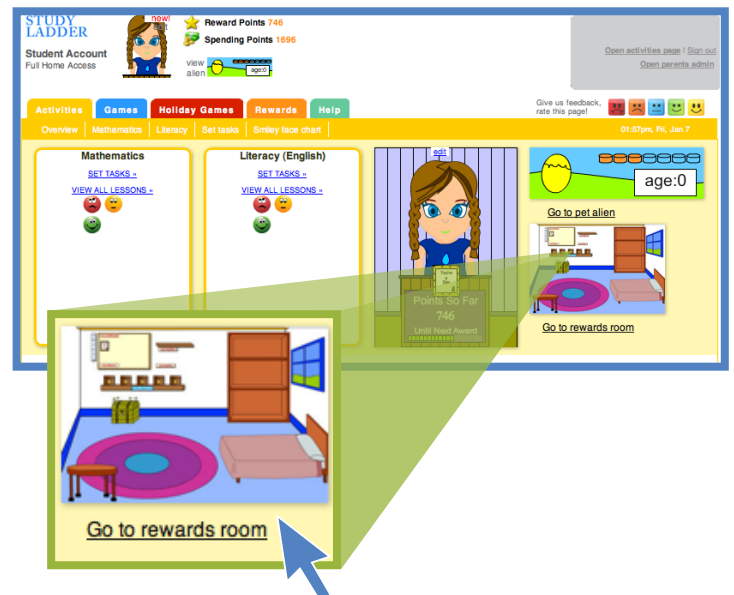 STUDY
LADDER
Student Account
Full Home Access
new!
edit
Reward Points 746
Spending Points 1696
view
alien
age:0
Open activities page | Sign out
Open parents admin
Activities
Games
Holiday Games
Rewards
Help
Give us feedback,
rate this page!
Overview
Mathematics
Literacy
Set tasks
Smiley face chart
01:57pm, Fri, Jan 7
Mathematics
SET TASKS »
VIEW ALL LESSONS »
Literacy (English)
SET TASKS »
VIEW ALL LESSONS »
edit
Points So Far
746
Until Next Award
age:0
Go to pet alien
Go to rewards room
Go to rewards room